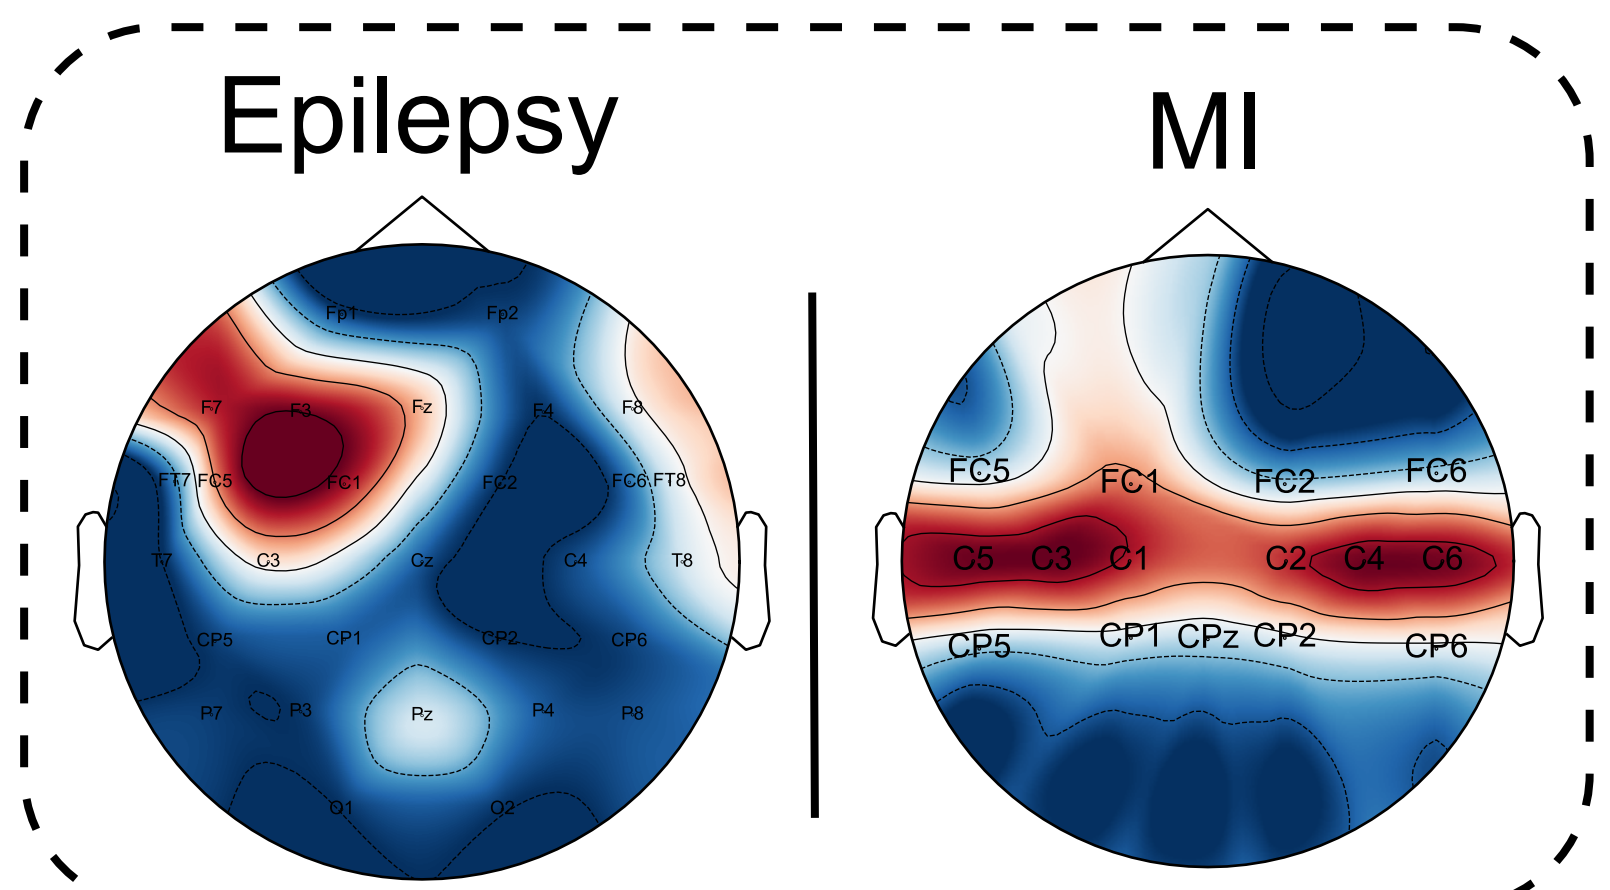 Epilepsy
MI
Fp1 Fp2
F7 F3 Fz F4 F8
FT7 FC5 FC1 FC2 FC6 FT8
T7 C3 Cz C4 T8
CP5 CP1 CP2 CP6
P7 P3 Pz P4 P8
O1 O2
FC5 FC1 FC2 FC6
C5 C3 C1 C2 C4 C6
CP5 CP1 CPz CP2 CP6